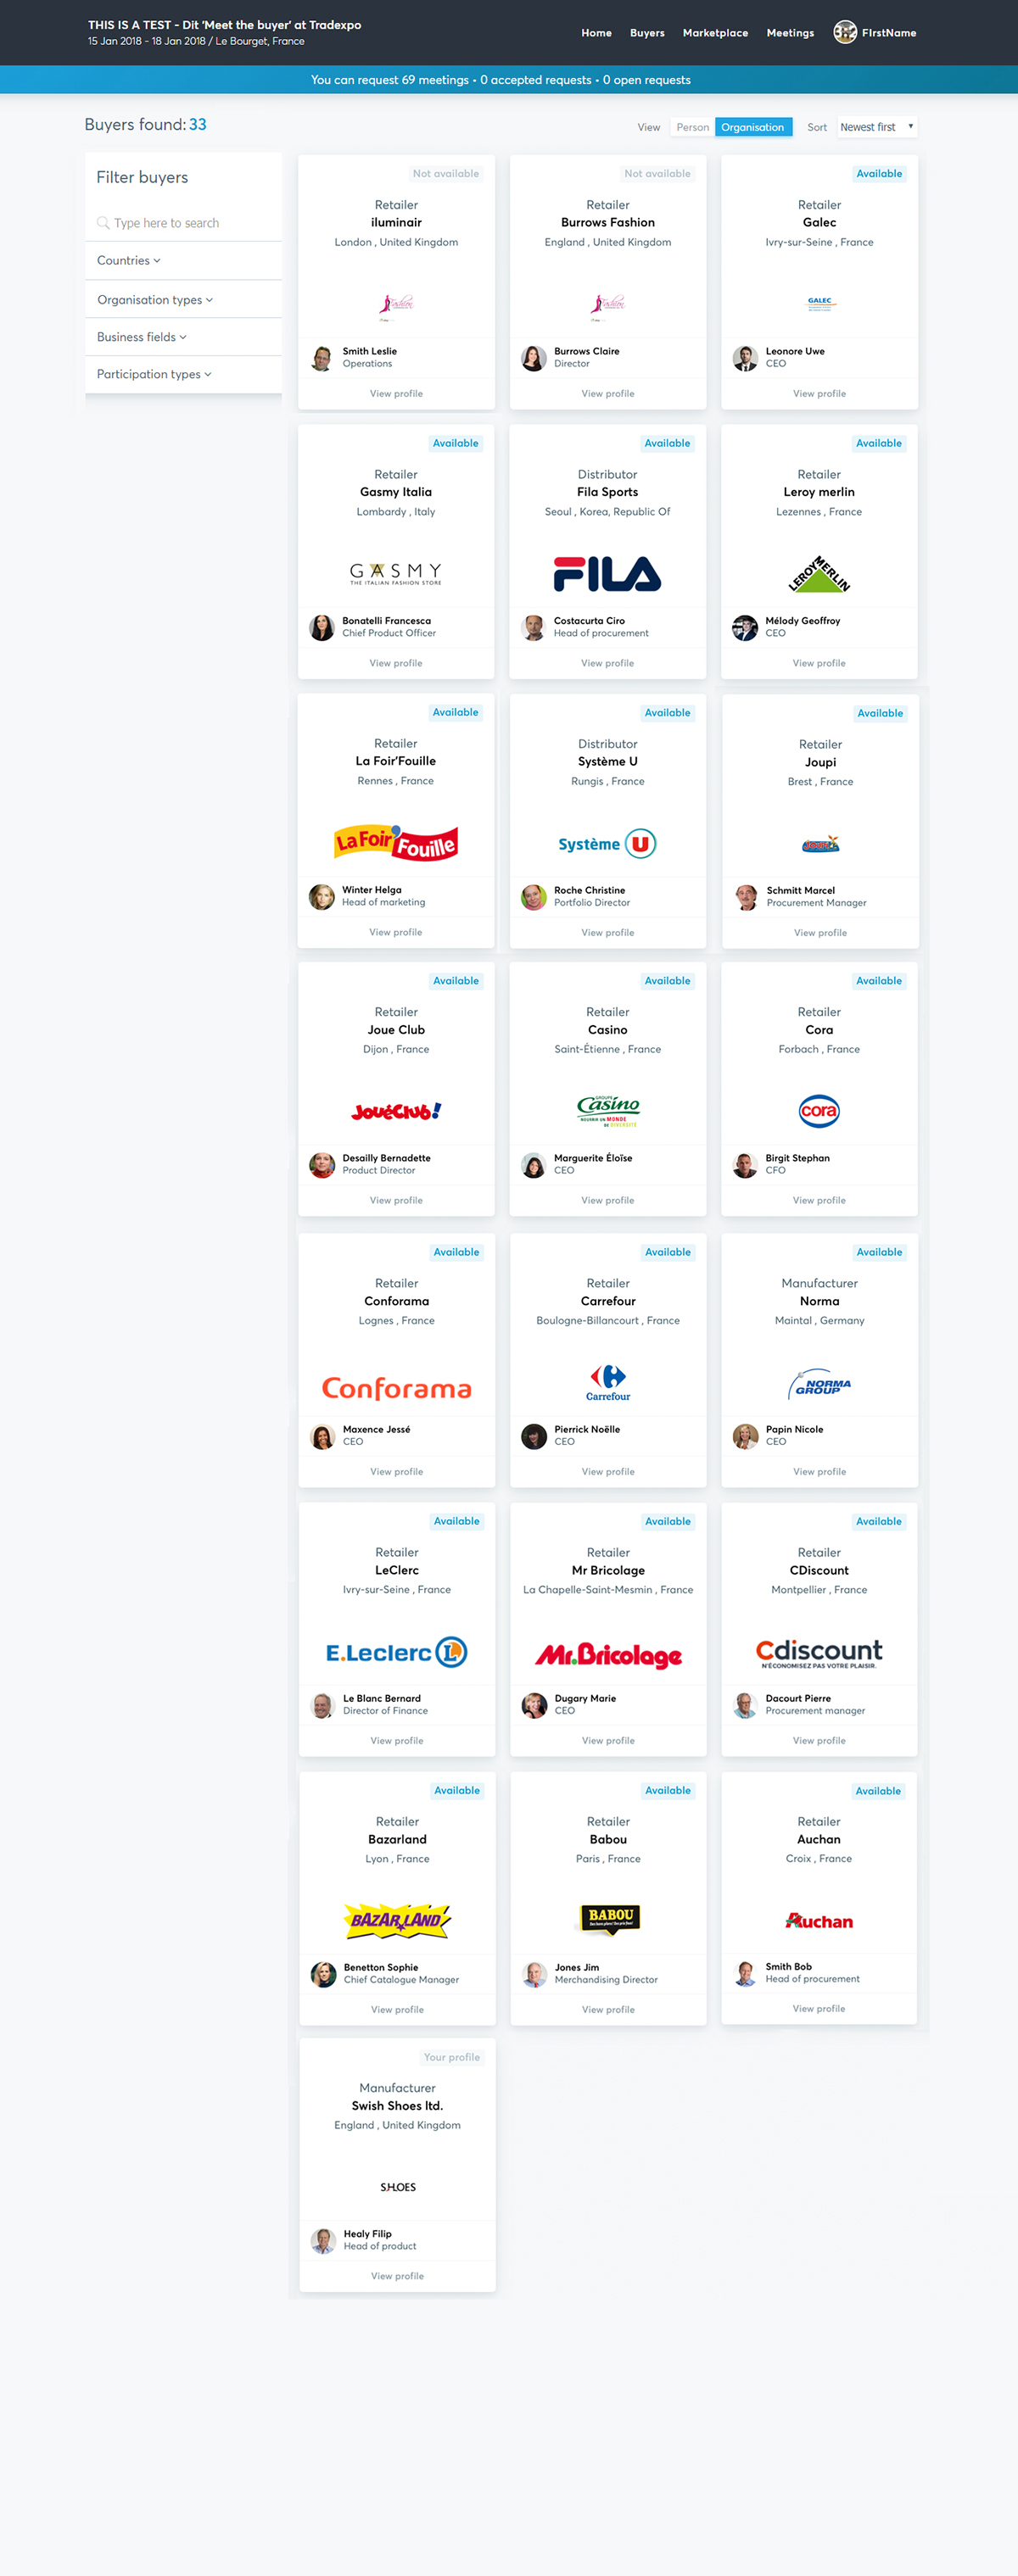 THIS IS A TEST - Dit 'Meet the buyer' at Tradexpo
15 Jan 2018 - 18 Jan 2018 / Le Bourget, France
Home Buyers Marketplace Meetings FIrstName
You can request 69 meetings • 0 accepted requests • 0 open requests
Buyers found: 33
View Person Organisation Sort Newest first
Filter buyers
Type here to search
Countries
Organisation types
Business fields
Participation types
Not available
Retailer
iluminair
London , United Kingdom
Fashion
Smith Leslie
Operations
View profile
Not available
Retailer
Burrows Fashion
England , United Kingdom
Fashion
Burrows Claire
Director
View profile
Available
Retailer
Galec
Ivry-sur-Seine , France
GALEC
Leonore Uwe
CEO
View profile
Available
Retailer
Gasmy Italia
Lombardy , Italy
GASMY
THE ITALIAN FASHION STORE
Bonatelli Francesca
Chief Product Officer
View profile
Available
Distributor
Fila Sports
Seoul , Korea, Republic Of
FILA
Costacurta Ciro
Head of procurement
View profile
Available
Retailer
Leroy merlin
Lezennes , France
LEROY MERLIN
Mélody Geoffroy
CEO
View profile
Available
Retailer
La Foir'Fouille
Rennes , France
La Foir'Fouille
Winter Helga
Head of marketing
View profile
Available
Distributor
Système U
Rungis , France
Système U
Roche Christine
Portfolio Director
View profile
Available
Retailer
Joupi
Brest , France
Schmitt Marcel
Procurement Manager
View profile
Available
Retailer
Joue Club
Dijon , France
JouéClub!
Desailly Bernadette
Product Director
View profile
Available
Retailer
Casino
Saint-Étienne , France
GROUPE
Casino
NOURRIR UN MONDE
DE DIVERSITÉ
Marguerite Éloïse
CEO
View profile
Available
Retailer
Cora
Forbach , France
cora
Birgit Stephan
CFO
View profile
Available
Retailer
Conforama
Lognes , France
Conforama
Maxence Jessé
CEO
View profile
Available
Retailer
Carrefour
Boulogne-Billancourt , France
Carrefour
Pierrick Noëlle
CEO
View profile
Available
Manufacturer
Norma
Maintal , Germany
NORMA
GROUP
Papin Nicole
CEO
View profile
Available
Retailer
LeClerc
Ivry-sur-Seine , France
E.Leclerc L
Le Blanc Bernard
Director of Finance
View profile
Available
Retailer
Mr Bricolage
La Chapelle-Saint-Mesmin , France
Mr.Bricolage
Dugary Marie
CEO
View profile
Available
Retailer
CDiscount
Montpellier , France
Cdiscount
N'ÉCONOMISEZ PAS VOTRE PLAISIR.
Dacourt Pierre
Procurement manager
View profile
Available
Retailer
Bazarland
Lyon , France
BAZARLAND
Benetton Sophie
Chief Catalogue Manager
View profile
Available
Retailer
Babou
Paris , France
BABOU
Jones Jim
Merchandising Director
View profile
Available
Retailer
Auchan
Croix , France
Auchan
Smith Bob
Head of procurement
View profile
Your profile
Manufacturer
Swish Shoes ltd.
England , United Kingdom
SHOES
Healy Filip
Head of product
View profile